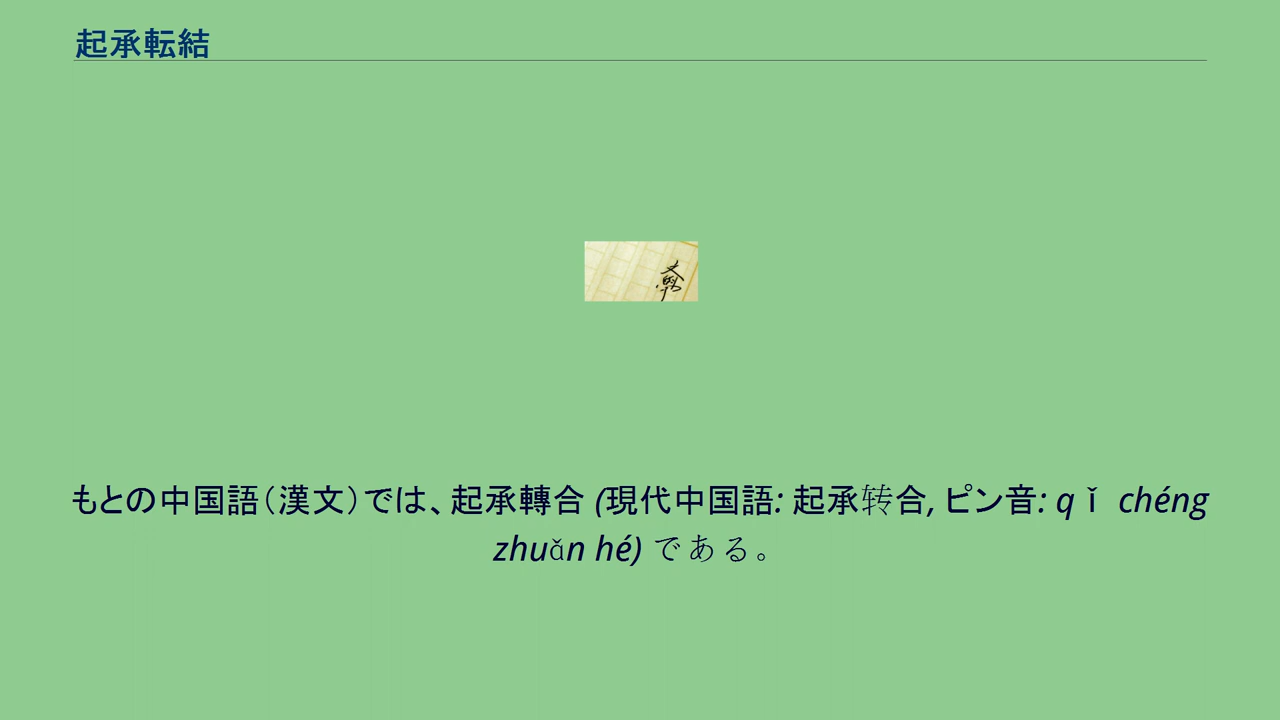 起承転結
もとの中国語（漢文）では、起承轉合 (現代中国語: 起承转合, ピン音: qǐ chéng
zhuǎn hé) である。